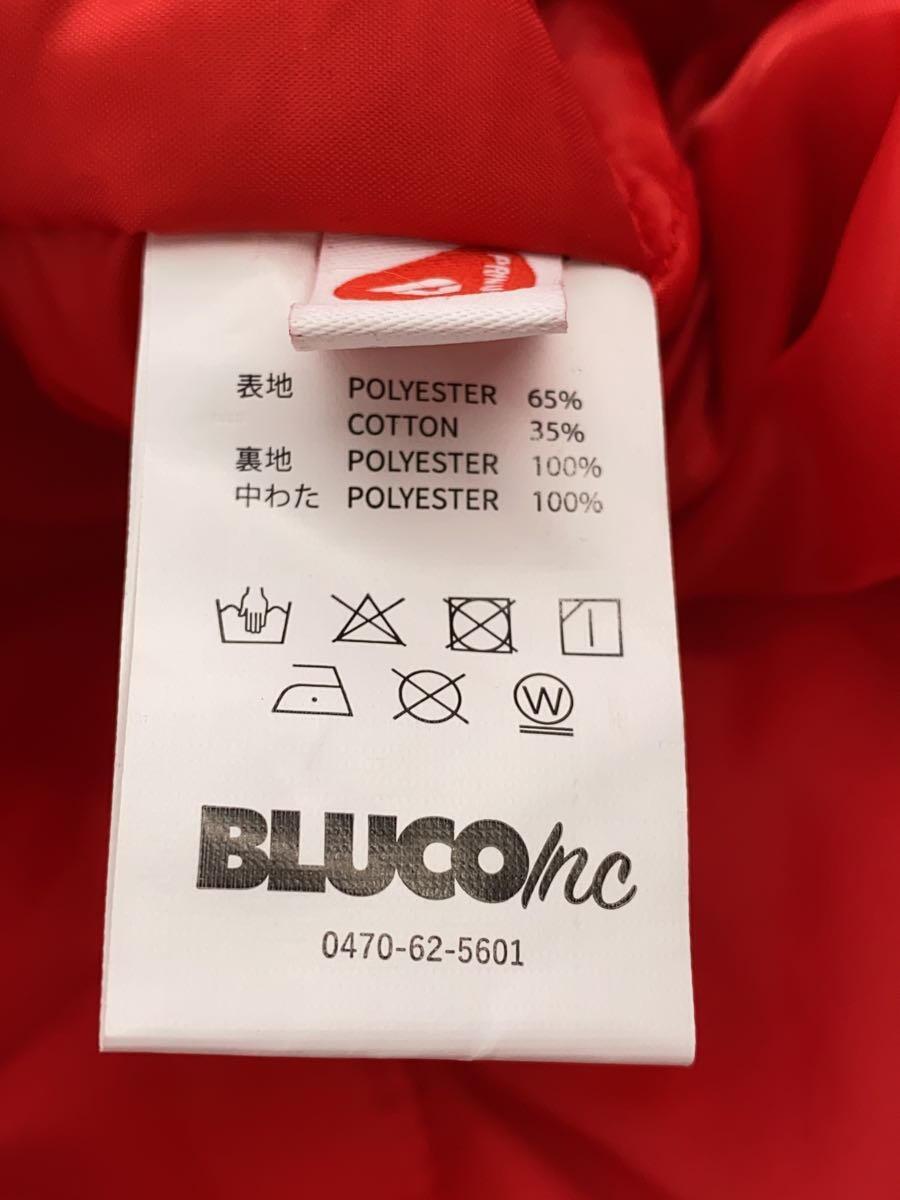 表地 POLYESTER 65%
COTTON 35%
裏地 POLYESTER 100%
中わた POLYESTER 100%
W
BLUCO Inc
0470-62-5601